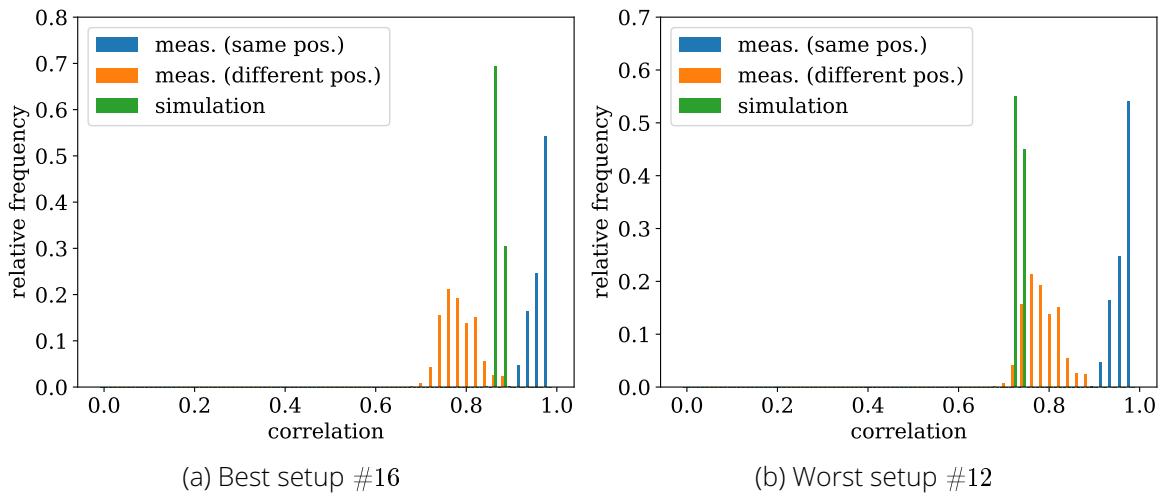 0.8
0.7
0.6
0.5
0.4
0.3
0.2
0.1
0.0
relative frequency
meas. (same pos.)
meas. (different pos.)
simulation
0.0 0.2 0.4 0.6 0.8 1.0
correlation
(a) Best setup #16
0.7
0.6
0.5
0.4
0.3
0.2
0.1
0.0
relative frequency
meas. (same pos.)
meas. (different pos.)
simulation
0.0 0.2 0.4 0.6 0.8 1.0
correlation
(b) Worst setup #12